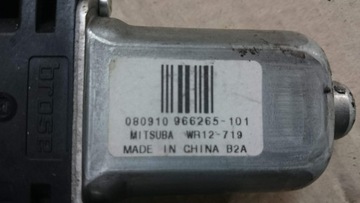 brose
080910 966265-101
MITSUBA WR12-719
MADE IN CHINA B2A